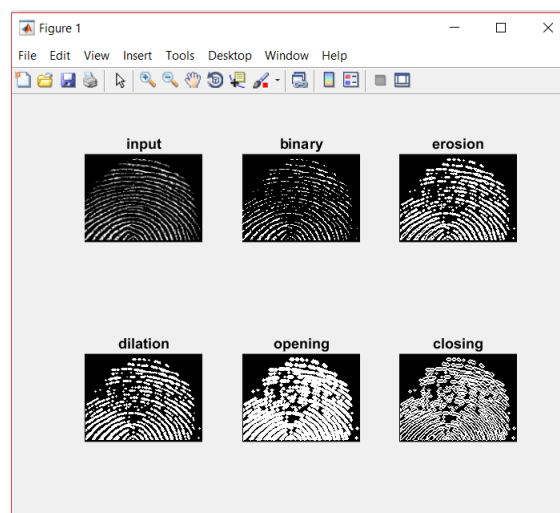 Figure 1
File Edit View Insert Tools Desktop Window Help
input binary erosion
dilation opening closing